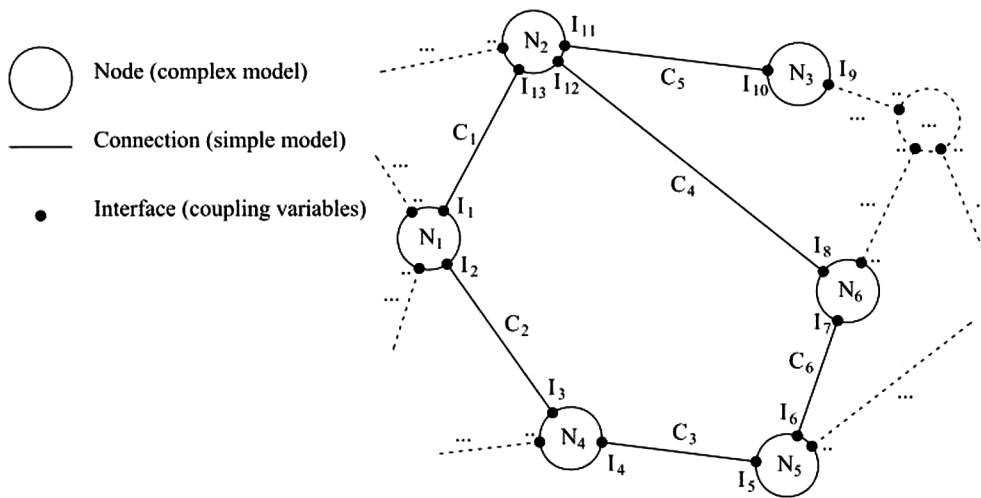 Node (complex model)
Connection (simple model)
Interface (coupling variables)
... .. N₂ I₁₁
I₁₃ I₁₂ C₅ I₁₀ N₃ I₉ ..
... ...
C₁ .. ..
... C₄
.. I₁ ... ..
N₁
.. I₂ I₈ ..
... N₆
C₂ I₇
C₆
I₃ I₆ ...
... .. N₄ C₃ ..
I₄ I₅ N₅